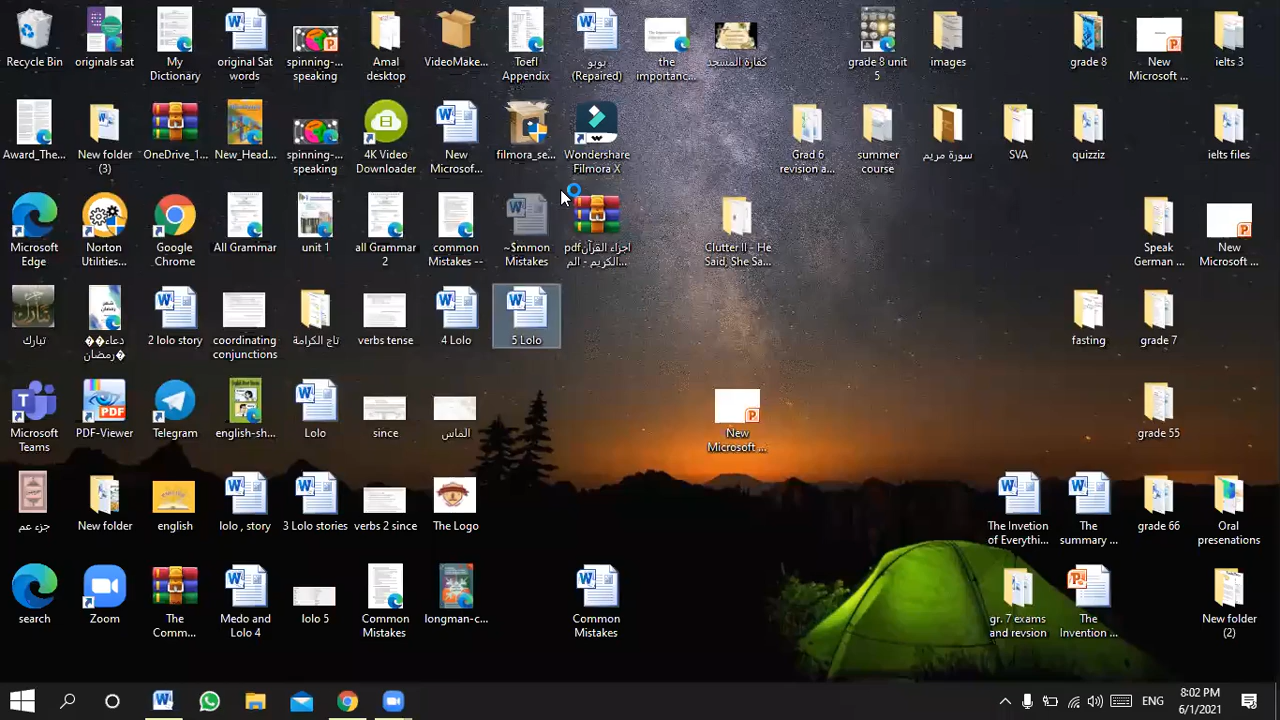 Recycle Bin
originals sat
My
Dictionary
original Sat
words
spinning-...
speaking
Amal
desktop
VideoMake...
Toefl
Appendix
بوبو
(Repaired)
the
importanc...
كفارة المسجد
grade 8 unit
5
images
grade 8
New
Microsoft ...
ielts 3
Award_The...
New folder
(3)
OneDrive_1...
New_Head...
spinning-...
speaking
4K Video
Downloader
New
Microsof...
filmora_se...
Wondershare
Filmora X
Grad 6
revision a...
summer
course
سورة مريم
SVA
quizziz
ielts files
Microsoft
Edge
Norton
Utilities...
Google
Chrome
All Grammar
unit 1
all Grammar
2
common
Mistakes --
~$mmon
Mistakes
pdfاجزاء القرآن
الكريم - الم...
Clutter II - He
Said, She Sa...
Speak
German ...
New
Microsoft ...
تبارك
دعاء��
�رمضان
2 lolo story
coordinating
conjunctions
تاج الكرامة
verbs tense
4 Lolo
5 Lolo
fasting
grade 7
Microsoft
Teams
PDF-Viewer
Telegram
english-sh...
Lolo
since
الماس
New
Microsoft ...
grade 55
جزء عم
New folder
english
lolo , story
3 Lolo stories
verbs 2 since
The Logo
The Invetion
of Everythi...
The
summary ...
grade 66
Oral
presenations
search
Zoom
The
Comm...
Medo and
Lolo 4
lolo 5
Common
Mistakes
longman-c...
Common
Mistakes
gr. 7 exams
and revsion
The
Invention ...
New folder
(2)
ENG
8:02 PM
6/1/2021